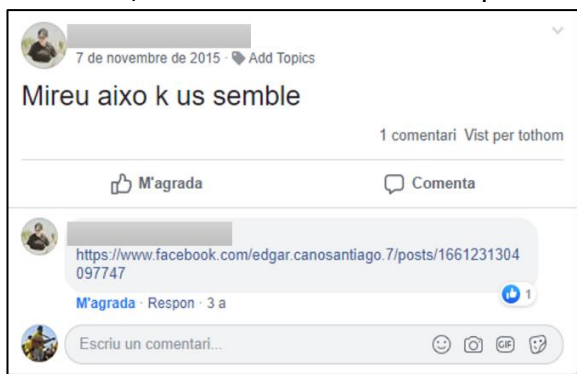 7 de novembre de 2015 · Add Topics
Mireu aixo k us semble
1 comentari Vist per tothom
M'agrada Comenta
https://www.facebook.com/edgar.canosantiago.7/posts/1661231304
097747
M'agrada · Respon · 3 a 1
Escriu un comentari... GIF